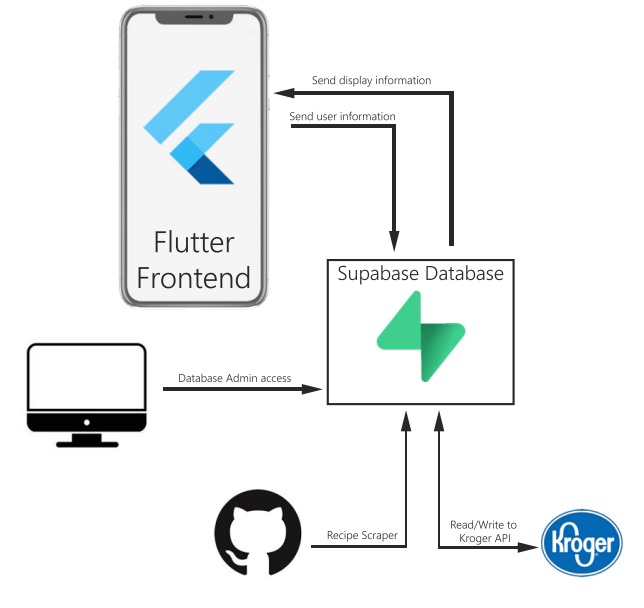 Send display information
Send user information
Flutter
Frontend
Supabase Database
Database Admin access
Recipe Scraper
Read/Write to
Kroger API
Kroger